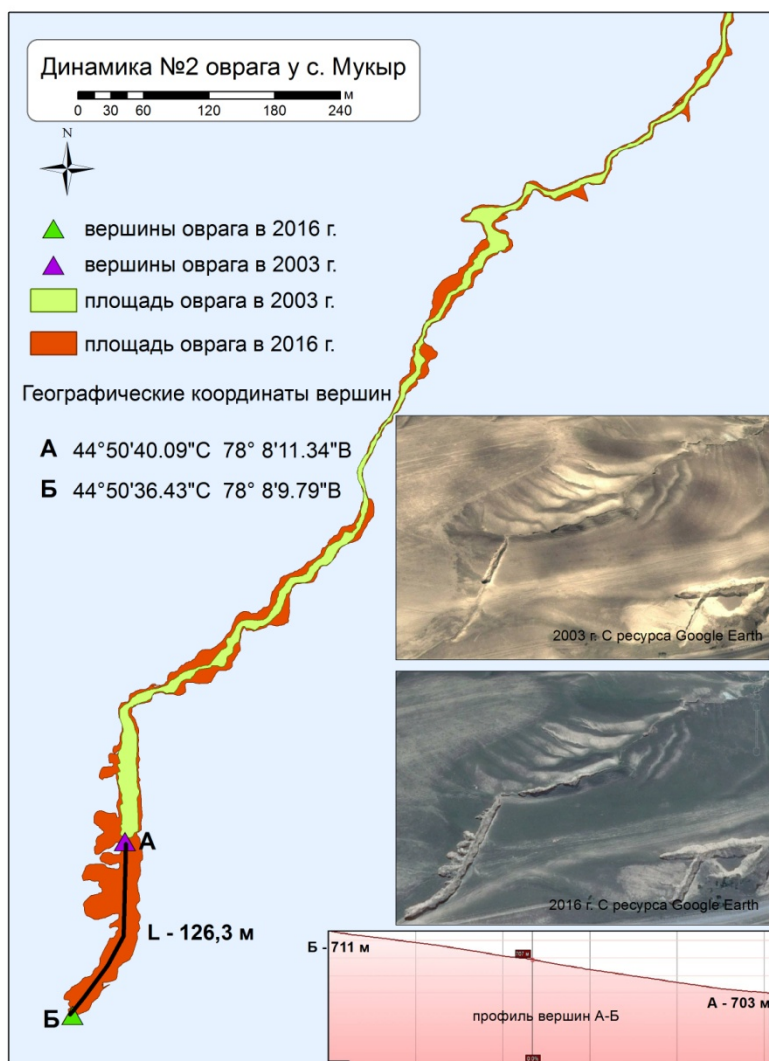 Динамика №2 оврага у с. Мукыр
м
0 30 60 120 180 240
N
вершины оврага в 2016 г.
вершины оврага в 2003 г.
площадь оврага в 2003 г.
площадь оврага в 2016 г.
Географические координаты вершин
А 44°50'40.09"С 78° 8'11.34"В
Б 44°50'36.43"С 78° 8'9.79"В
2003 г. С ресурса Google Earth
А
L - 126,3 м
Б
2016 г. С ресурса Google Earth
Б - 711 м
А - 703 м
профиль вершин А-Б